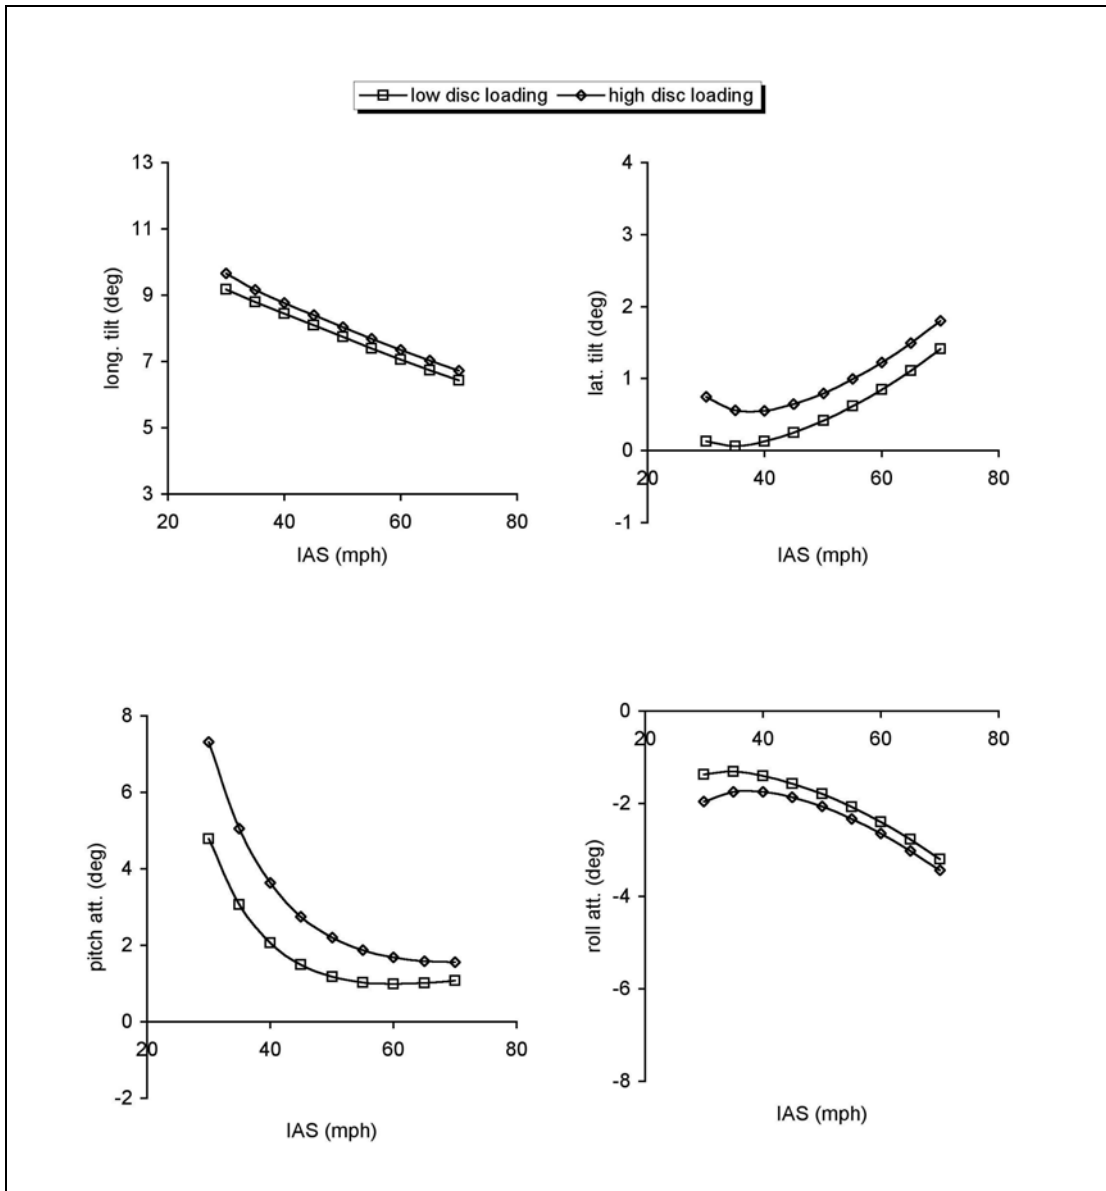 low disc loading high disc loading
13
11
9
7
5
3
20 40 60 80
long. tilt (deg)
IAS (mph)
4
3
2
1
0
-1
20 40 60 80
lat. tilt (deg)
IAS (mph)
8
6
4
2
0
-2
20 40 60 80
pitch att. (deg)
IAS (mph)
0
-2
-4
-6
-8
20 40 60 80
roll att. (deg)
IAS (mph)